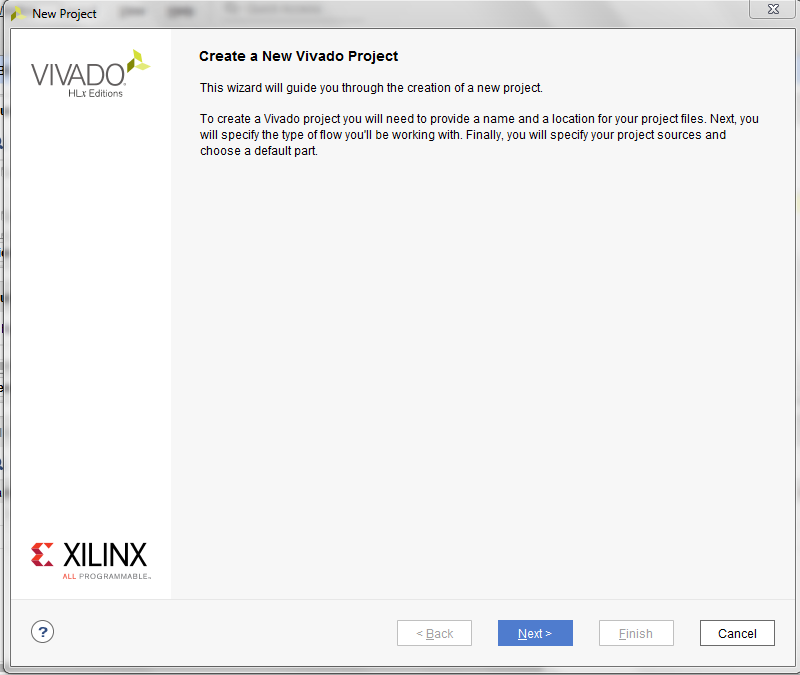 New Project
VIVADO
HLx Editions
Create a New Vivado Project
This wizard will guide you through the creation of a new project.
To create a Vivado project you will need to provide a name and a location for your project files. Next, you
will specify the type of flow you'll be working with. Finally, you will specify your project sources and
choose a default part.
XILINX
ALL PROGRAMMABLE™
?
< Back
Next >
Finish
Cancel